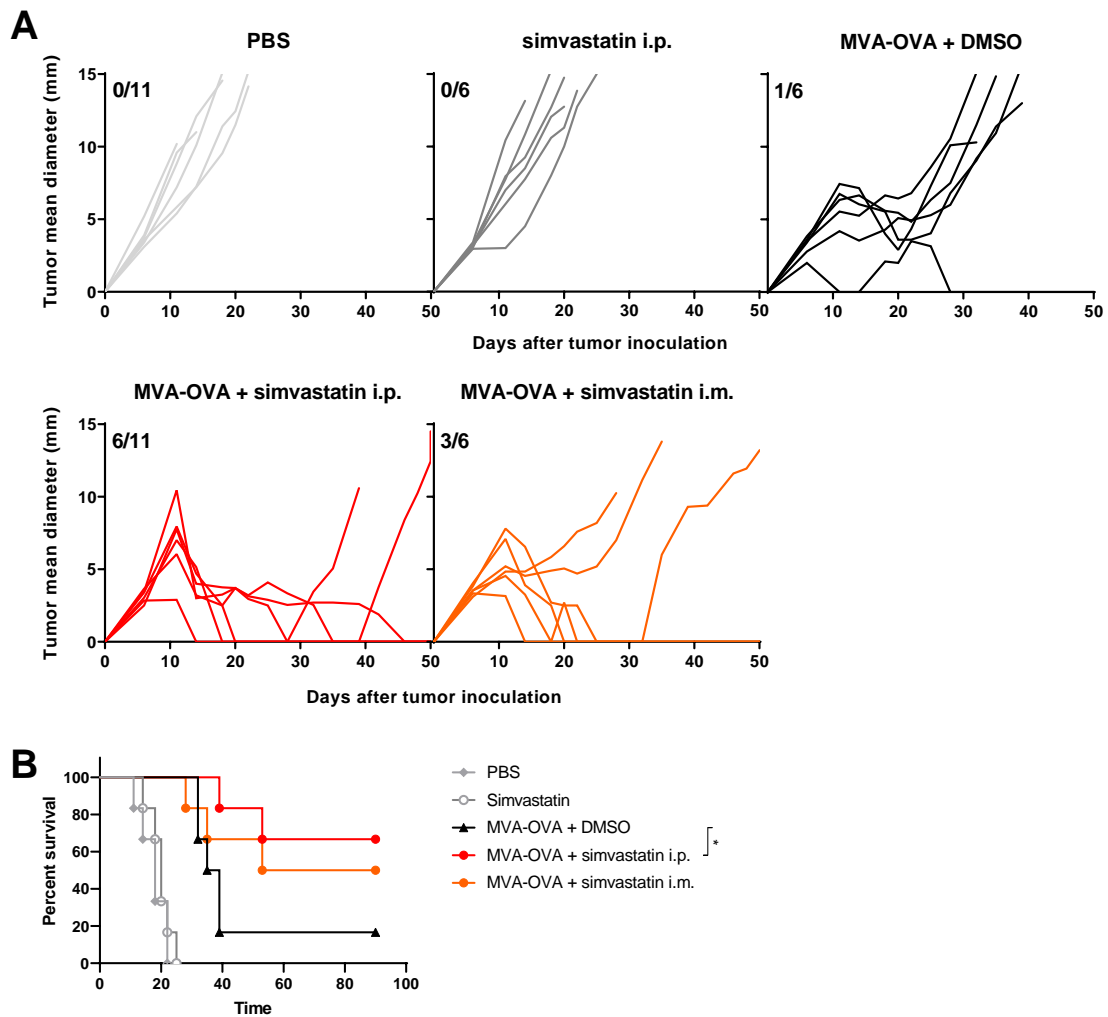 A
PBS
simvastatin i.p.
MVA-OVA + DMSO
Tumor mean diameter (mm)
15
10
5
0
0/11
0/6
1/6
0 10 20 30 40 50
0 10 20 30 40 50
10 20 30 40 50
Days after tumor inoculation
MVA-OVA + simvastatin i.p.
MVA-OVA + simvastatin i.m.
Tumor mean diameter (mm)
15
10
5
0
6/11
3/6
0 10 20 30 40 50
10 20 30 40 50
Days after tumor inoculation
B
Percent survival
100
80
60
40
20
0
0 20 40 60 80 100
Time
PBS
Simvastatin
MVA-OVA + DMSO
MVA-OVA + simvastatin i.p.
*
MVA-OVA + simvastatin i.m.